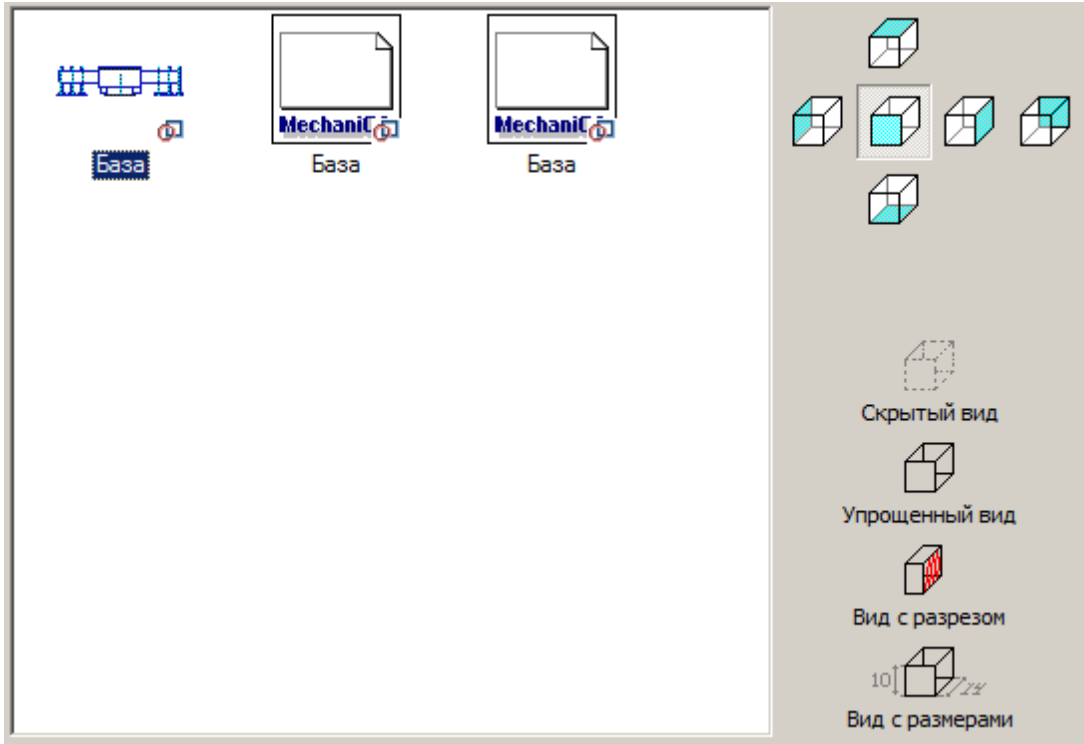 База
MechaniC
База
MechaniC
База
Скрытый вид
Упрощенный вид
Вид с разрезом
10
Вид с размерами